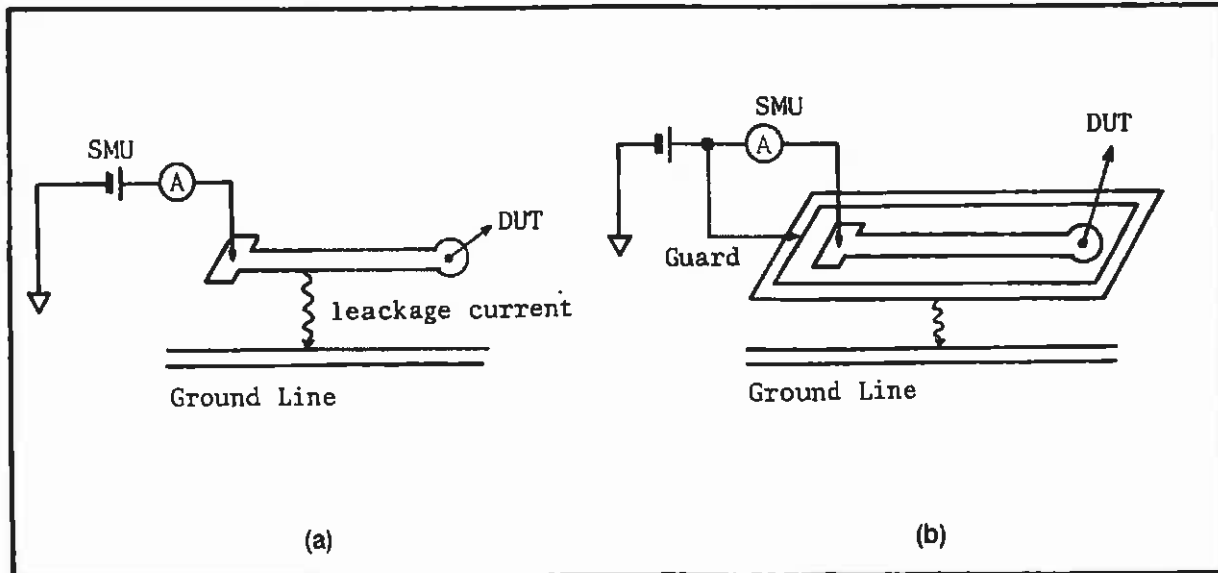 SMU
A
DUT
leackage current
Ground Line
(a)
SMU
A
DUT
Guard
Ground Line
(b)